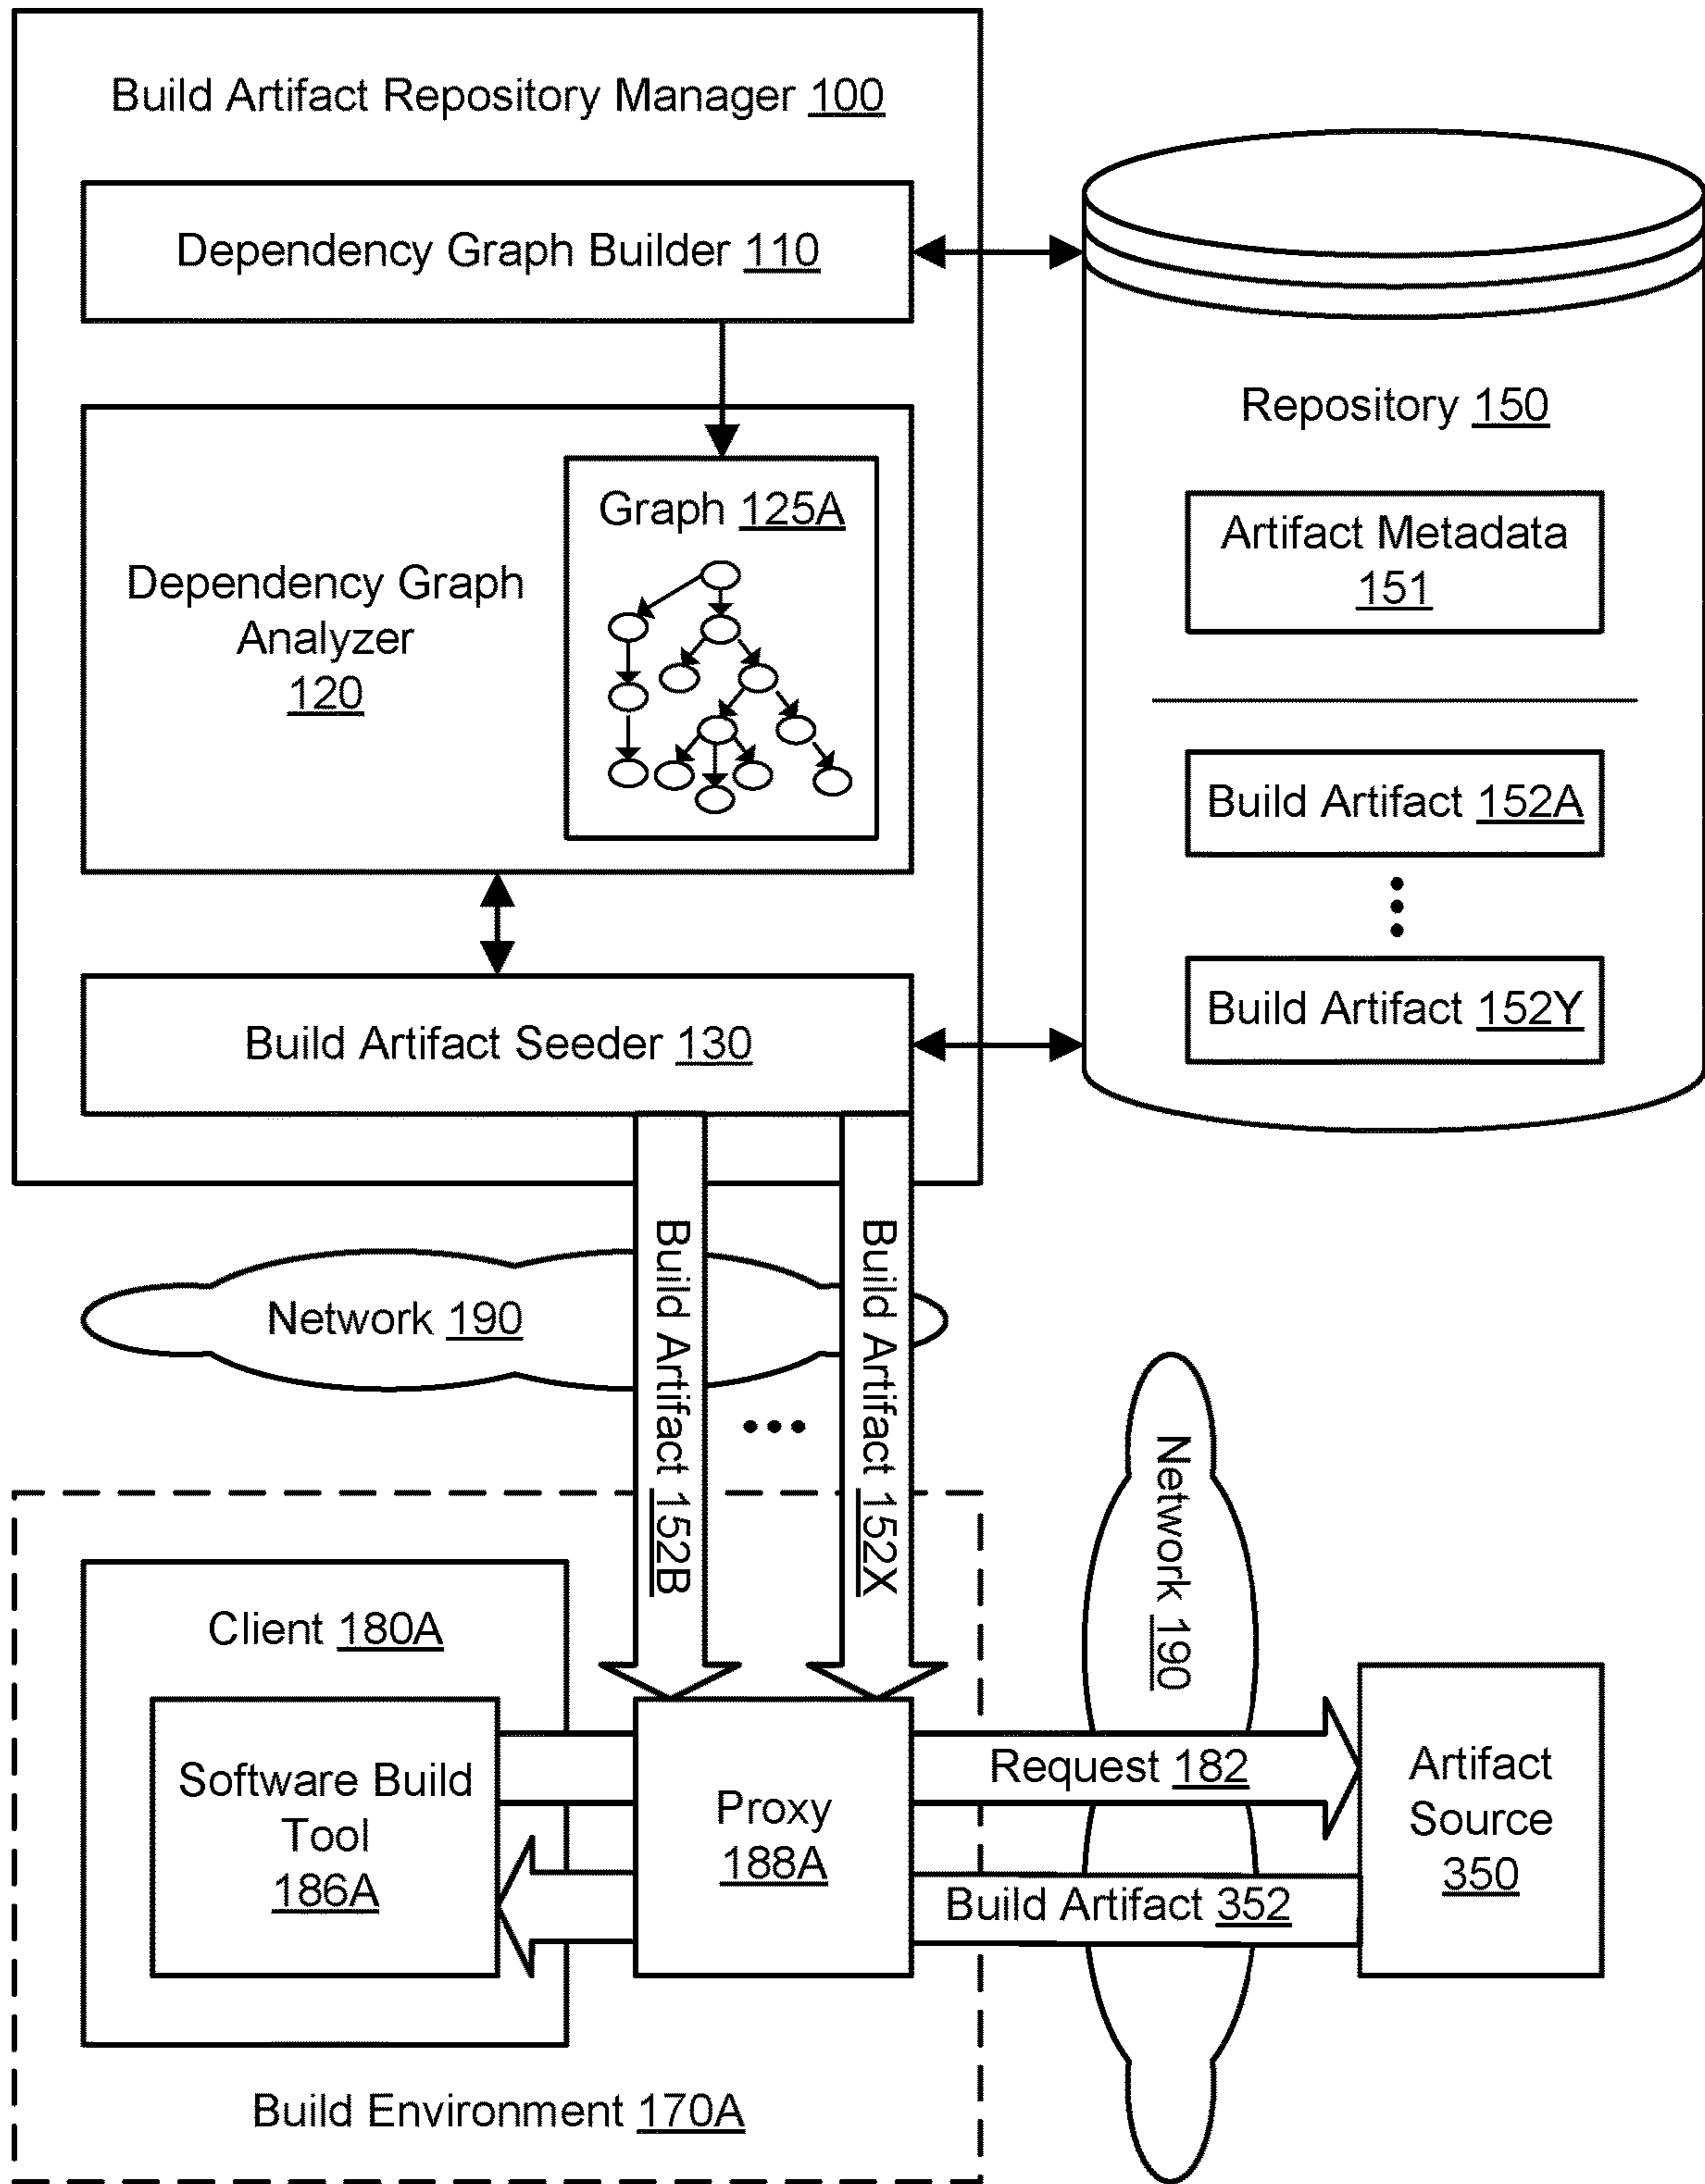 Build Artifact Repository Manager 100
Dependency Graph Builder 110
Graph 125A
Dependency Graph
Analyzer
120
Build Artifact Seeder 130
Repository 150
Artifact Metadata
151
Build Artifact 152A
Build Artifact 152Y
Network 190
Build Artifact 152B
Build Artifact 152X
Network 190
Client 180A
Software Build
Tool
186A
Proxy
188A
Request 182
Build Artifact 352
Artifact
Source
350
Build Environment 170A